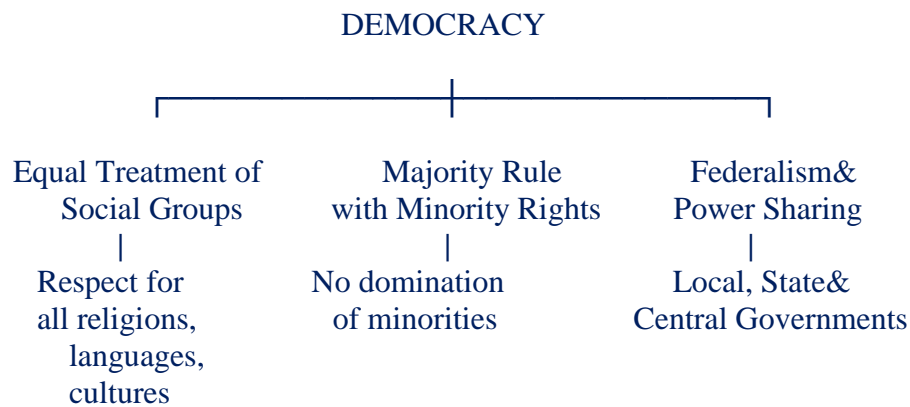 DEMOCRACY
Equal Treatment of
Social Groups
Respect for
all religions,
languages,
cultures
Majority Rule
with Minority Rights
No domination
of minorities
Federalism&
Power Sharing
Local, State&
Central Governments